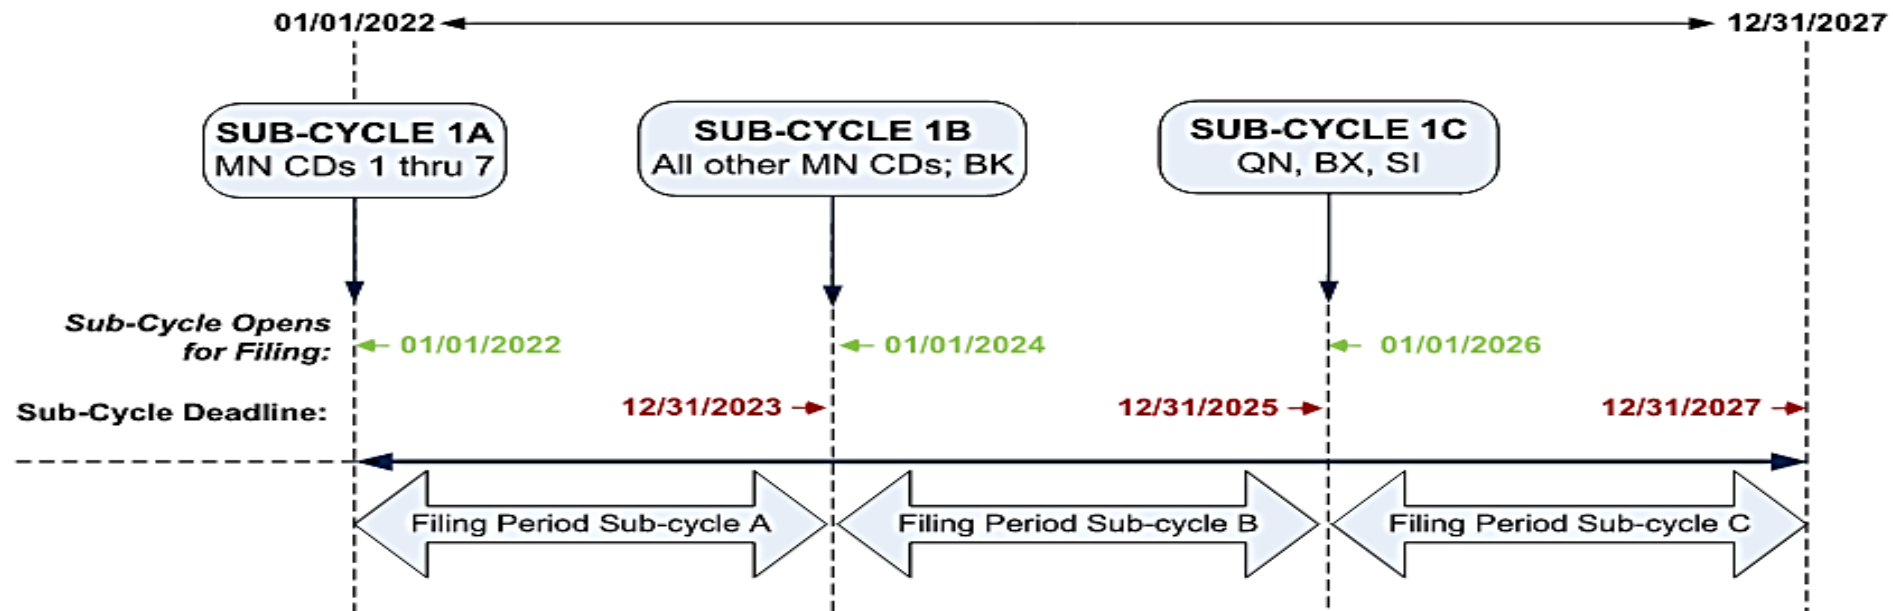 01/01/2022 12/31/2027
SUB-CYCLE 1A
MN CDs 1 thru 7
SUB-CYCLE 1B
All other MN CDs; BK
SUB-CYCLE 1C
QN, BX, SI
Sub-Cycle Opens
for Filing:
01/01/2022 01/01/2024 01/01/2026
Sub-Cycle Deadline:
12/31/2023 12/31/2025 12/31/2027
Filing Period Sub-cycle A
Filing Period Sub-cycle B
Filing Period Sub-cycle C